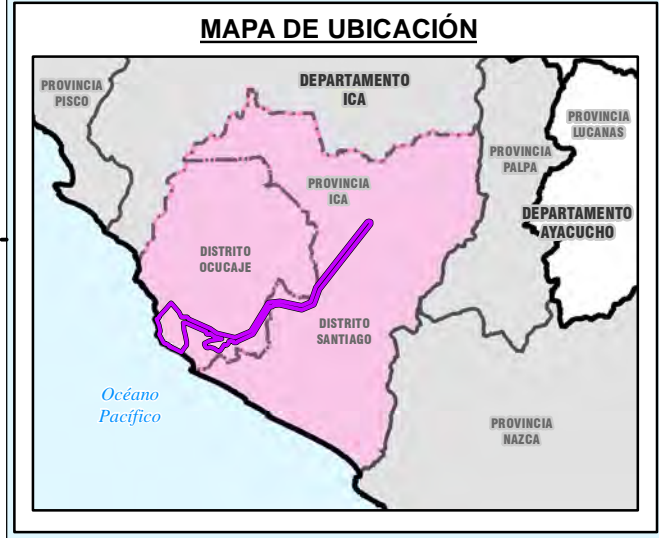 MAPA DE UBICACIÓN
PROVINCIA
PISCO
DEPARTAMENTO
ICA
PROVINCIA
LUCANAS
PROVINCIA
PALPA
PROVINCIA
ICA
DEPARTAMENTO
AYACUCHO
DISTRITO
OCUCAJE
DISTRITO
SANTIAGO
Océano
Pacífico
PROVINCIA
NAZCA